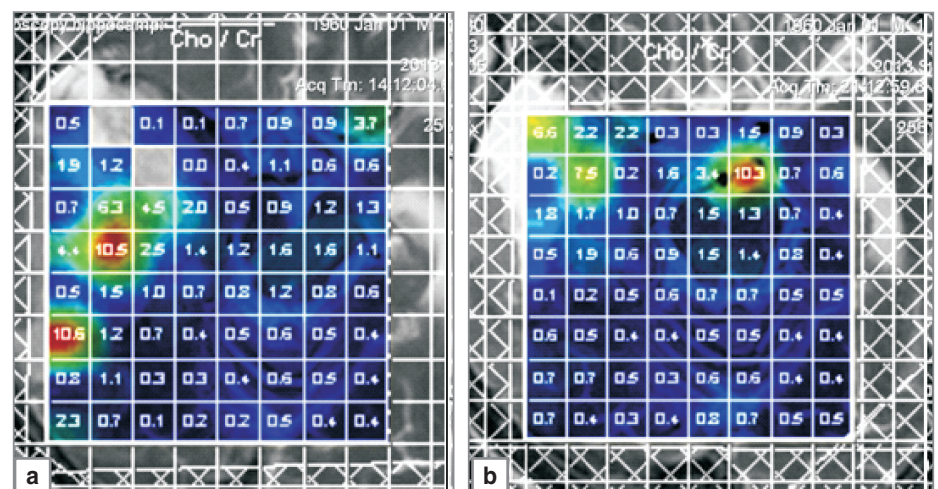 1960 Jan 01 M
Cho / Cr
2013
Acq Tm: 14:12:04
25
0.5 0.1 0.1 0.7 0.9 0.9 3.7
1.9 1.2 0.0 0.4 1.1 0.6 0.6
0.7 6.3 4.5 2.0 0.5 0.9 1.2 1.3
4.4 10.5 2.5 1.4 1.2 1.6 1.6 1.1
0.5 1.5 1.0 0.7 0.8 1.2 0.8 0.6
10.6 1.2 0.7 0.4 0.5 0.6 0.5 0.4
0.8 1.1 0.3 0.3 0.4 0.6 0.5 0.4
2.3 0.7 0.1 0.2 0.2 0.5 0.4 0.4
a
1960 Jan 01 M
Cho / Cr
2013
Acq Tm: 21:12:59
256
6.6 2.2 2.2 0.3 0.3 1.5 0.9 0.3
0.2 7.5 0.2 1.6 3.4 10.3 0.7 0.6
1.8 1.7 1.0 0.7 1.5 1.3 0.7 0.4
0.5 1.9 0.6 0.9 1.5 1.4 0.8 0.4
0.1 0.2 0.5 0.6 0.7 0.7 0.5 0.5
0.6 0.5 0.4 0.4 0.5 0.5 0.4 0.4
0.7 0.7 0.5 0.3 0.6 0.6 0.4 0.4
0.7 0.4 0.3 0.4 0.8 0.7 0.5 0.5
b